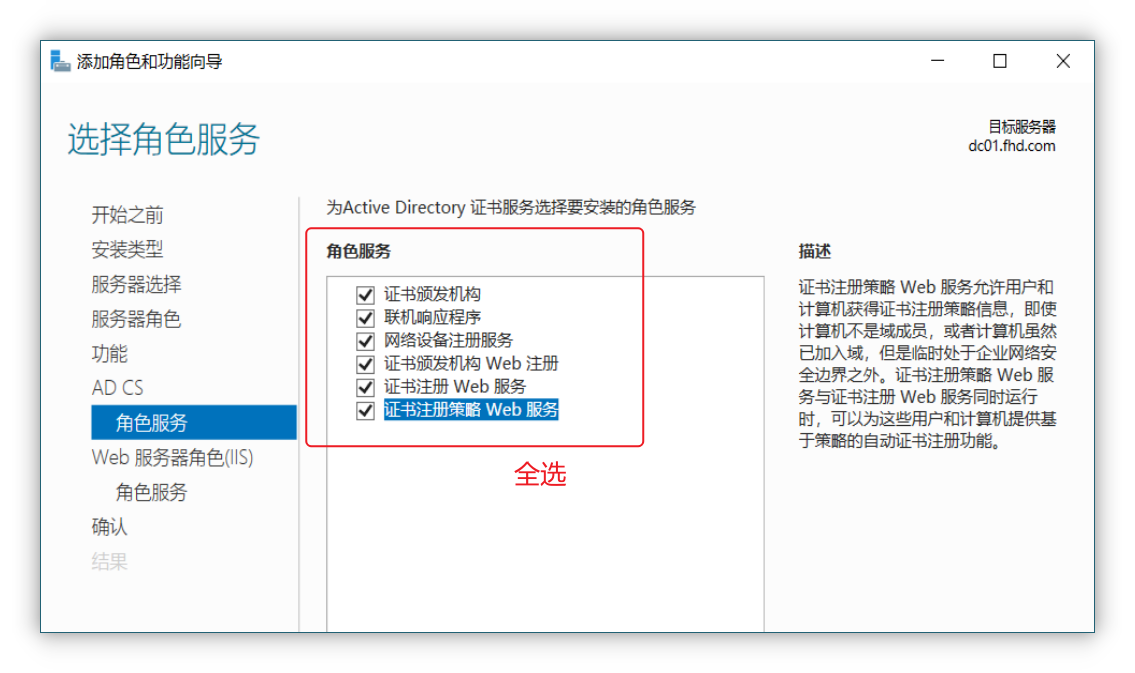 添加角色和功能向导
选择角色服务
目标服务器
dc01.fhd.com
开始之前
安装类型
服务器选择
服务器角色
功能
AD CS
角色服务
Web 服务器角色(IIS)
角色服务
确认
结果
为Active Directory 证书服务选择要安装的角色服务
角色服务
证书颁发机构
联机响应程序
网络设备注册服务
证书颁发机构 Web 注册
证书注册 Web 服务
证书注册策略 Web 服务
全选
描述
证书注册策略 Web 服务允许用户和
计算机获得证书注册策略信息，即使
计算机不是域成员，或者计算机虽然
已加入域，但是临时处于企业网络安
全边界之外。证书注册策略 Web 服
务与证书注册 Web 服务同时运行
时，可以为这些用户和计算机提供基
于策略的自动证书注册功能。